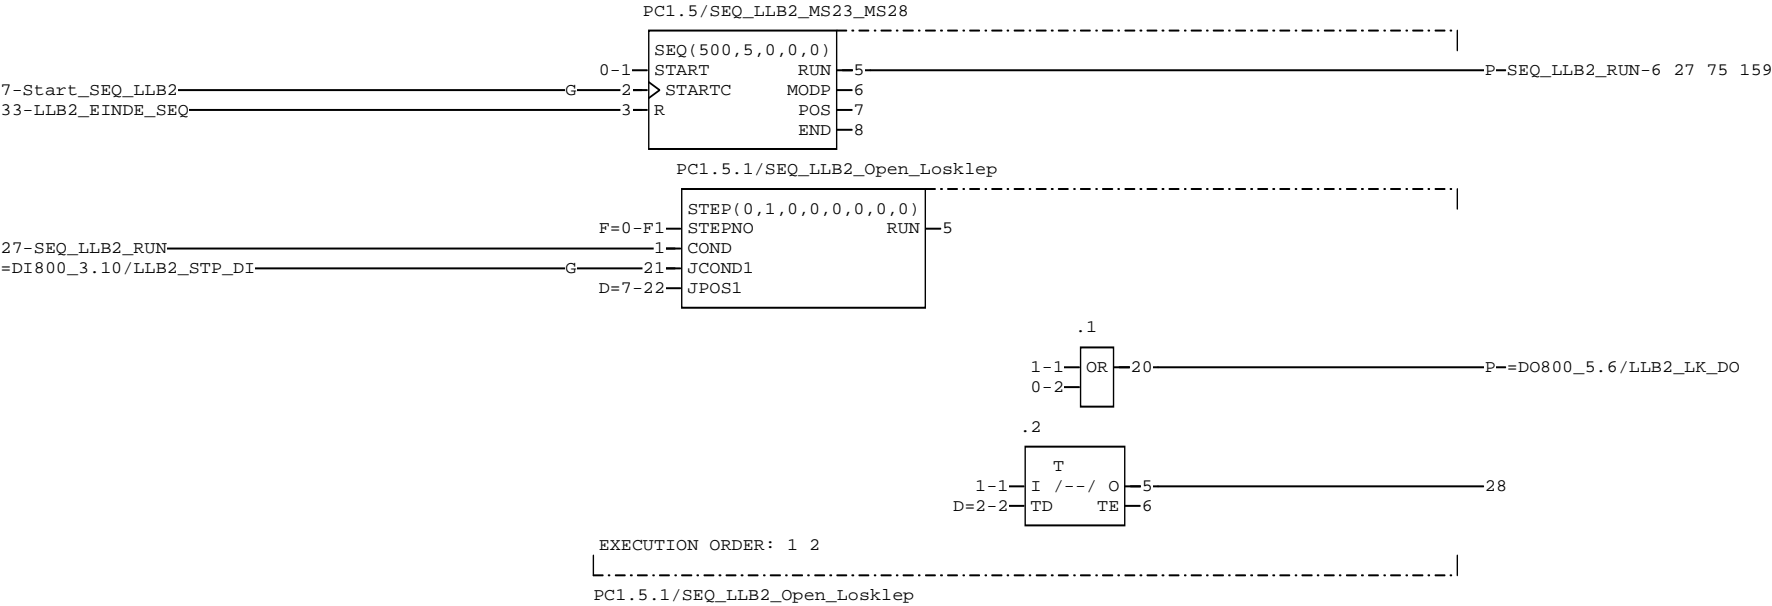 PC1.5/SEQ_LLB2_MS23_MS28
SEQ(500,5,0,0,0)
0-1 START RUN 5 P-SEQ_LLB2_RUN-6 27 75 159
7-Start_SEQ_LLB2 G 2 STARTC MODP 6
33-LLB2_EINDE_SEQ 3 R POS 7
END 8
PC1.5.1/SEQ_LLB2_Open_Losklep
STEP(0,1,0,0,0,0,0,0)
F=0-F1 STEPNO RUN 5
27-SEQ_LLB2_RUN 1 COND
=DI800_3.10/LLB2_STP_DI G 21 JCOND1
D=7-22 JPOS1
.1
1-1 OR 20 P-=DO800_5.6/LLB2_LK_DO
0-2
.2
T
1-1 I /--/ O 5 28
D=2-2 TD TE 6
EXECUTION ORDER: 1 2
PC1.5.1/SEQ_LLB2_Open_Losklep